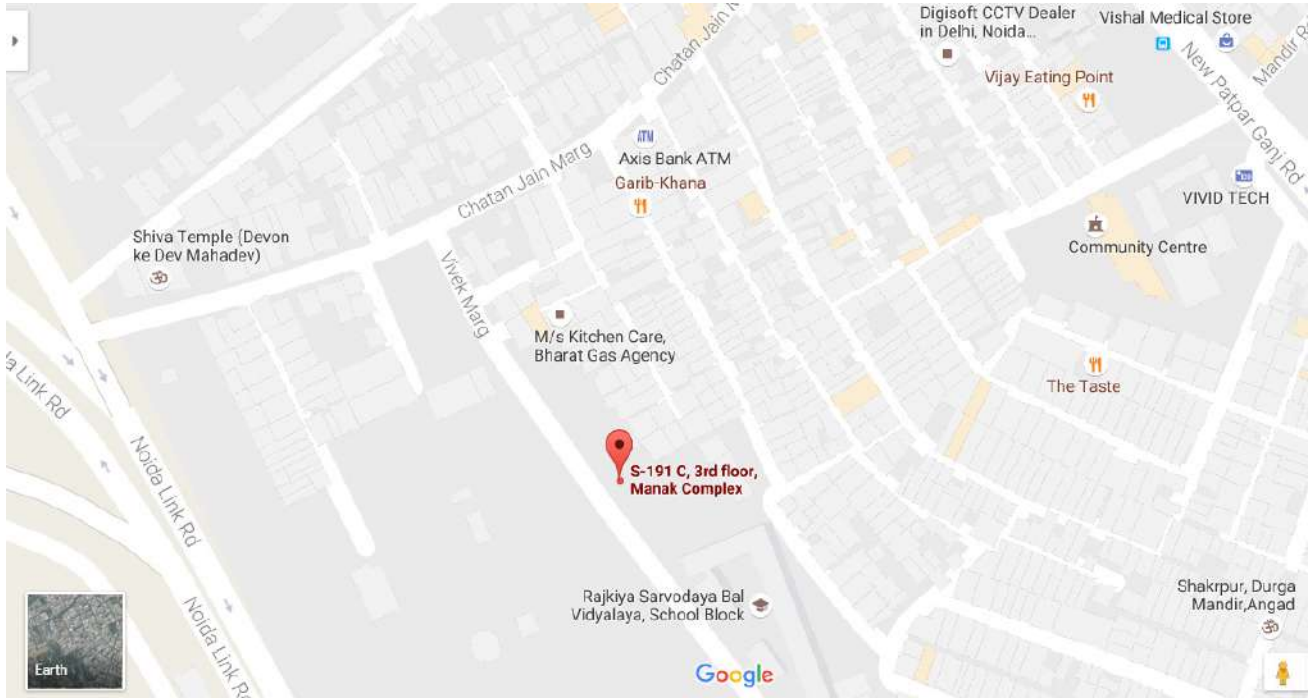 Digisoft CCTV Dealer
in Delhi, Noida...
Vishal Medical Store
Mandir R
Chatan Jain M
Vijay Eating Point
New Patpar Ganj Rd
ATM
Axis Bank ATM
Chatan Jain Marg
Garib-Khana
VIVID TECH
Shiva Temple (Devon
ke Dev Mahadev)
Community Centre
Vivek Marg
M/s Kitchen Care,
Bharat Gas Agency
The Taste
da Link Rd
Noida Link Rd
S-191 C, 3rd floor,
Manak Complex
Rajkiya Sarvodaya Bal
Vidyalaya, School Block
Shakrpur, Durga
Mandir,Angad
Noida Link R
Earth
Google